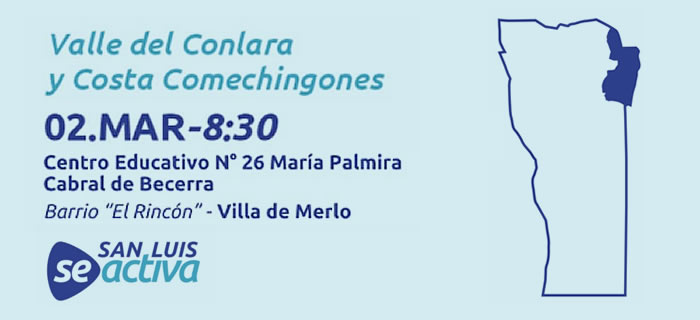 Valle del Conlara
y Costa Comechingones
02.MAR-8:30
Centro Educativo N° 26 María Palmira
Cabral de Becerra
Barrio "El Rincón" - Villa de Merlo
SAN LUIS
se activa